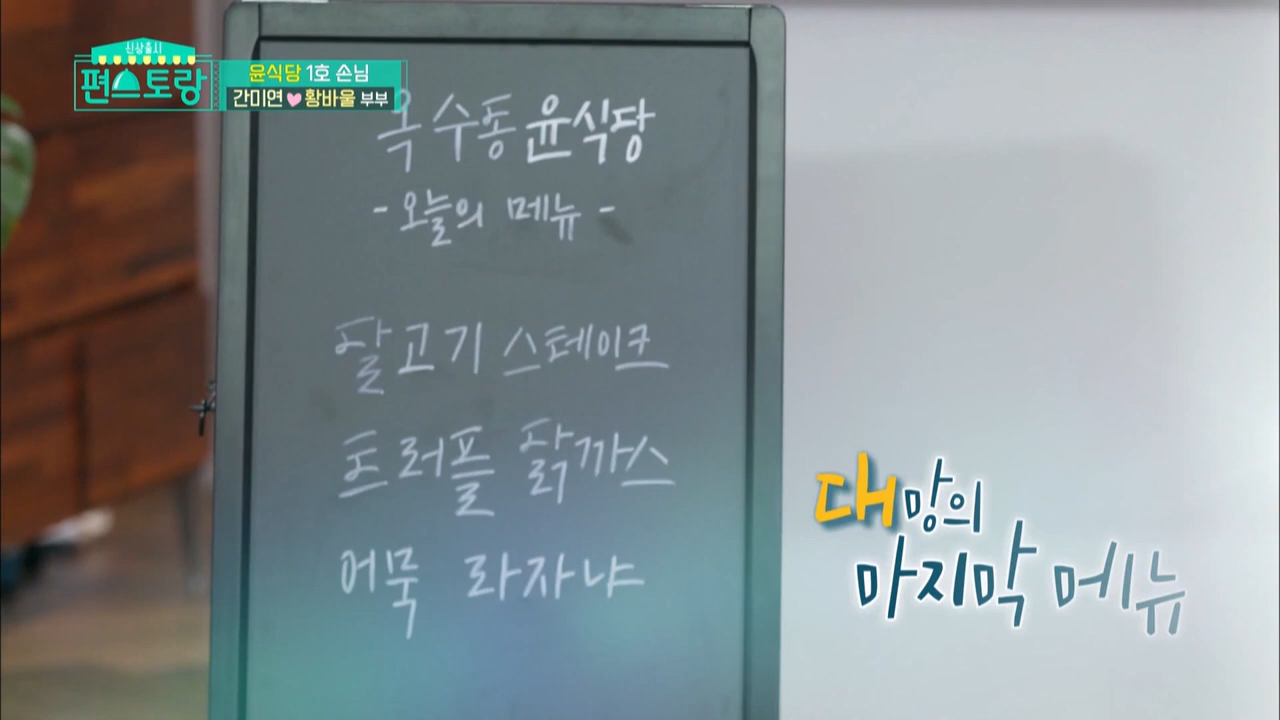 신상출시
편스토랑
윤식당 1호 손님
간미연♥황바울 부부
옥수동 윤식당
- 오늘의 메뉴 -
달고기 스테이크
트러플 닭까스
어묵 라자냐
대망의
마지막 메뉴